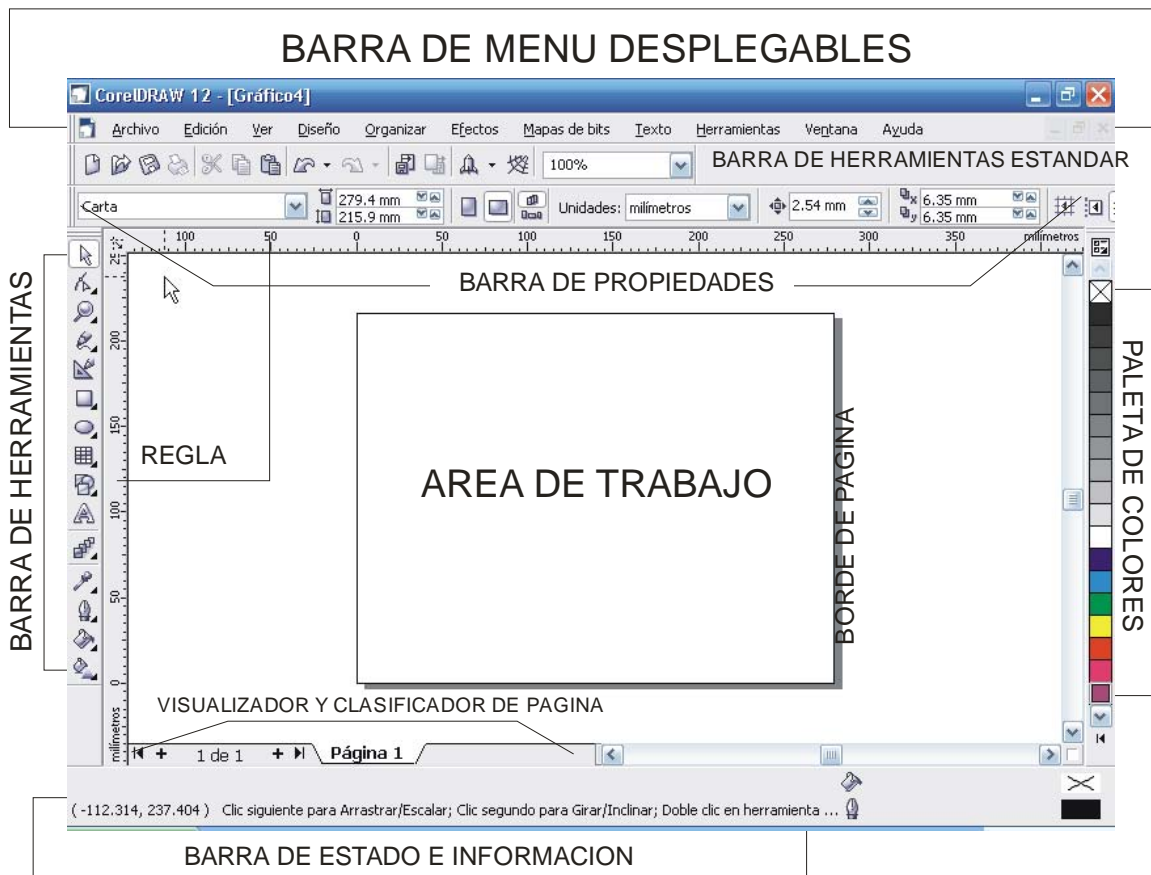 BARRA DE MENU DESPLEGABLES
CorelDRAW 12 - [Gráfico4]
Archivo Edición Ver Diseño Organizar Efectos Mapas de bits Texto Herramientas Ventana Ayuda
100% BARRA DE HERRAMIENTAS ESTANDAR
Carta 279.4 mm 215.9 mm Unidades: milímetros 2.54 mm x 6.35 mm y 6.35 mm
100 50 0 50 100 150 200 250 300 350 milímetros
BARRA DE PROPIEDADES
BARRA DE HERRAMIENTAS
200
150
100
50
0
milímetros
REGLA
AREA DE TRABAJO
BORDE DE PAGINA
PALETA DE COLORES
VISUALIZADOR Y CLASIFICADOR DE PAGINA
1 de 1 Página 1
( -112.314, 237.404 ) Clic siguiente para Arrastrar/Escalar; Clic segundo para Girar/Inclinar; Doble clic en herramienta ...
BARRA DE ESTADO E INFORMACION